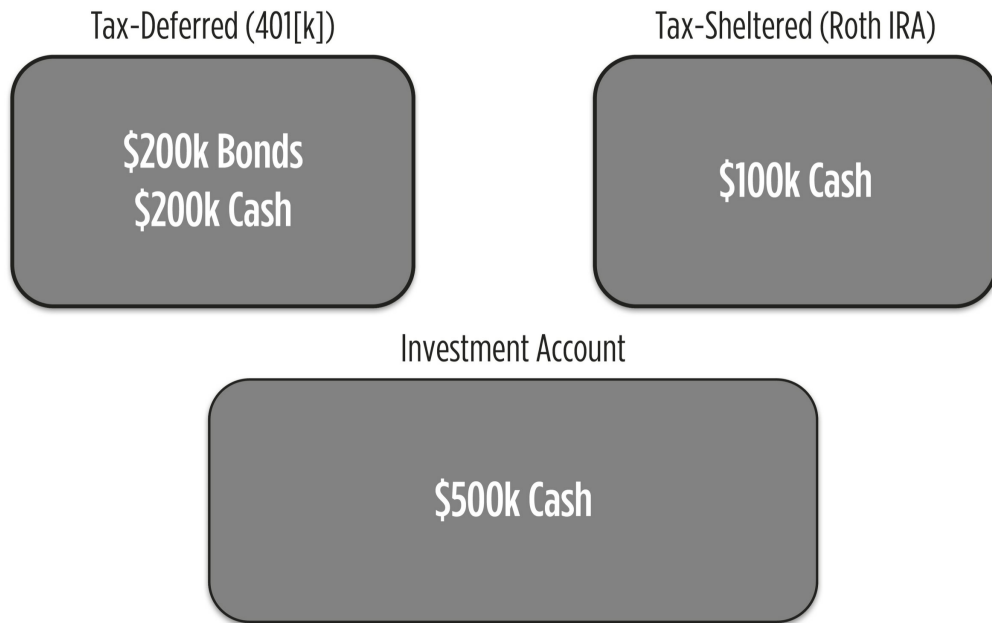 Tax-Deferred (401[k])
Tax-Sheltered (Roth IRA)
$200k Bonds
$200k Cash
$100k Cash
Investment Account
$500k Cash